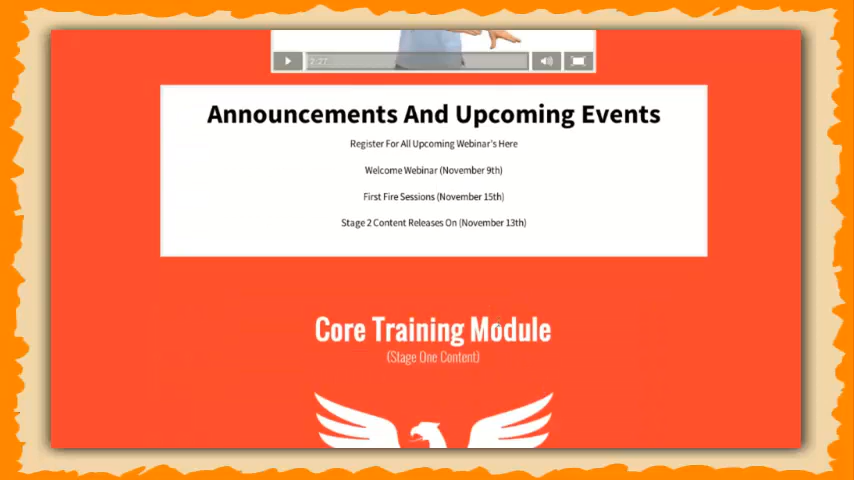 2:27
Announcements And Upcoming Events
Register For All Upcoming Webinar's Here
Welcome Webinar (November 9th)
First Fire Sessions (November 15th)
Stage 2 Content Releases On (November 13th)
Core Training Module
(Stage One Content)